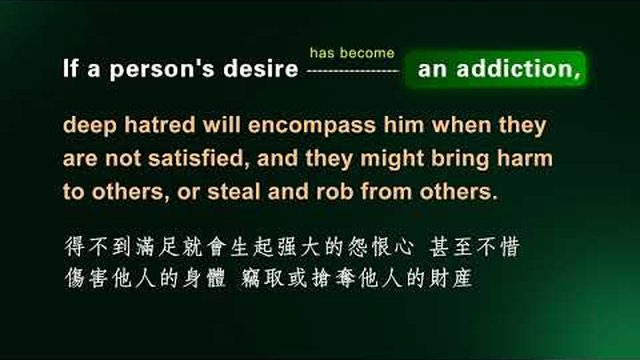 has become
If a person's desire an addiction,
deep hatred will encompass him when they
are not satisfied, and they might bring harm
to others, or steal and rob from others.
得不到滿足就會生起强大的怨恨心 甚至不惜
傷害他人的身體 竊取或搶奪他人的財産